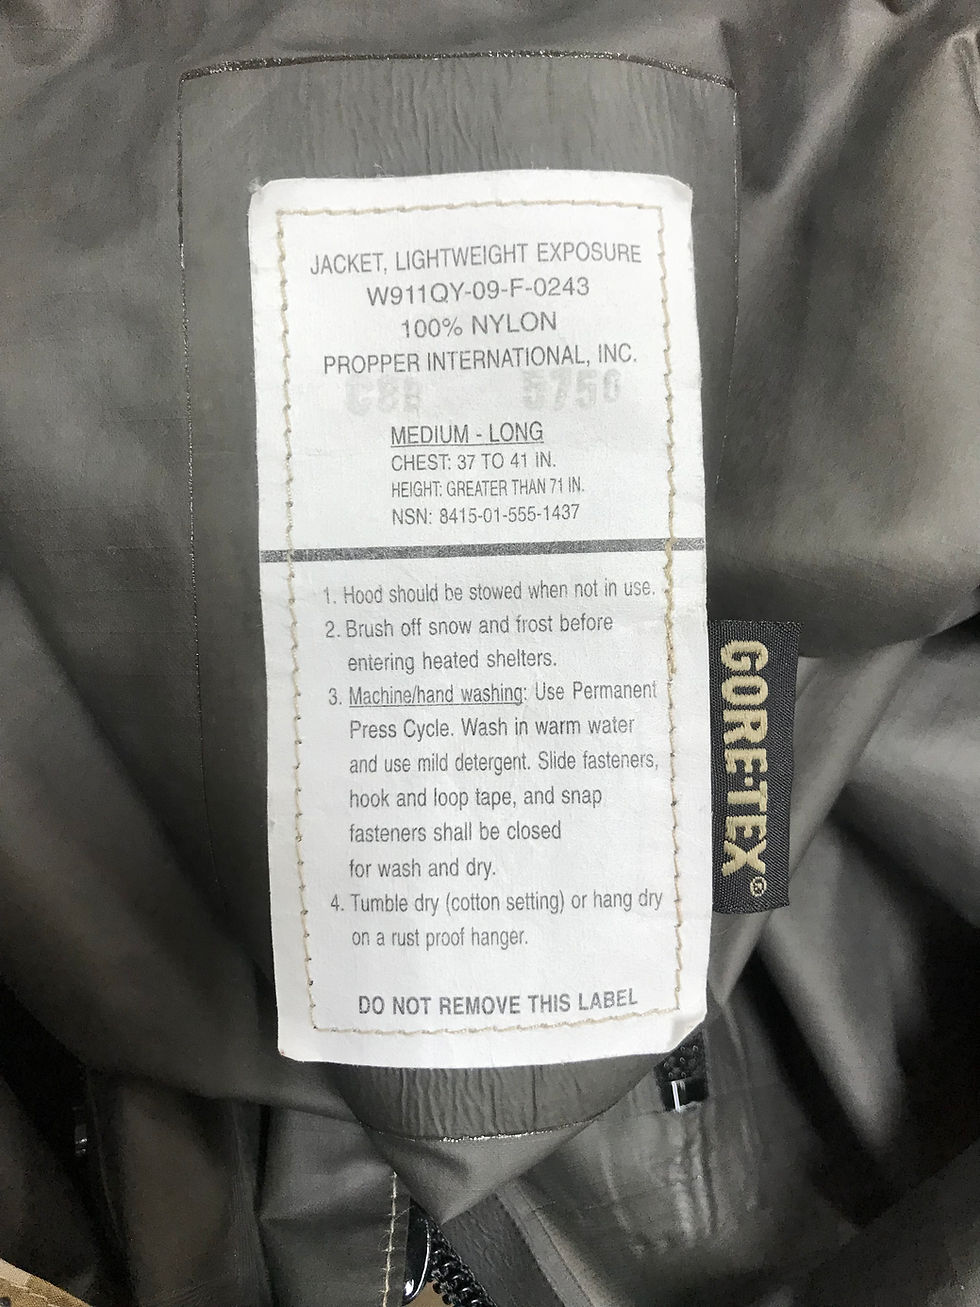 JACKET, LIGHTWEIGHT EXPOSURE
W911QY-09-F-0243
100% NYLON
PROPPER INTERNATIONAL, INC.
MEDIUM - LONG
CHEST: 37 TO 41 IN.
HEIGHT: GREATER THAN 71 IN.
NSN: 8415-01-555-1437
1. Hood should be stowed when not in use.
2. Brush off snow and frost before
entering heated shelters.
3. Machine/hand washing: Use Permanent
Press Cycle. Wash in warm water
and use mild detergent. Slide fasteners,
hook and loop tape, and snap
fasteners shall be closed
for wash and dry.
4. Tumble dry (cotton setting) or hang dry
on a rust proof hanger.
DO NOT REMOVE THIS LABEL
GORE-TEX®